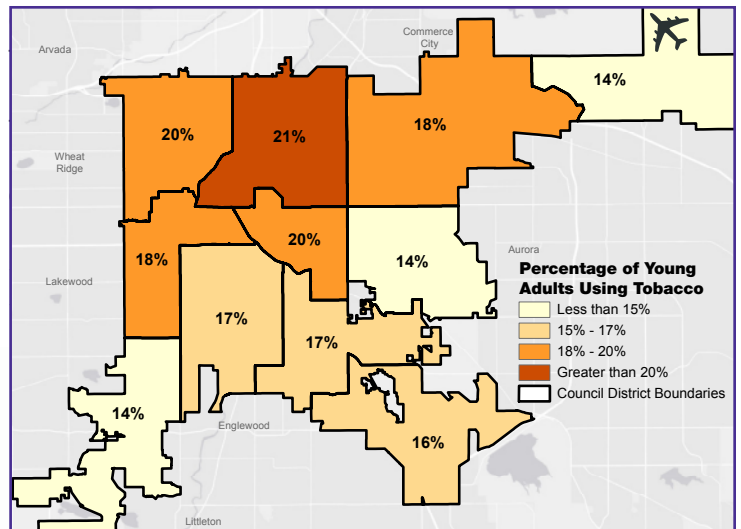 Arvada
Commerce
City
14%
20%
21%
18%
Wheat
Ridge
20%
18%
14%
Aurora
Lakewood
17%
17%
Percentage of Young
Adults Using Tobacco
Less than 15%
15% - 17%
18% - 20%
Greater than 20%
Council District Boundaries
14%
Englewood
16%
Littleton